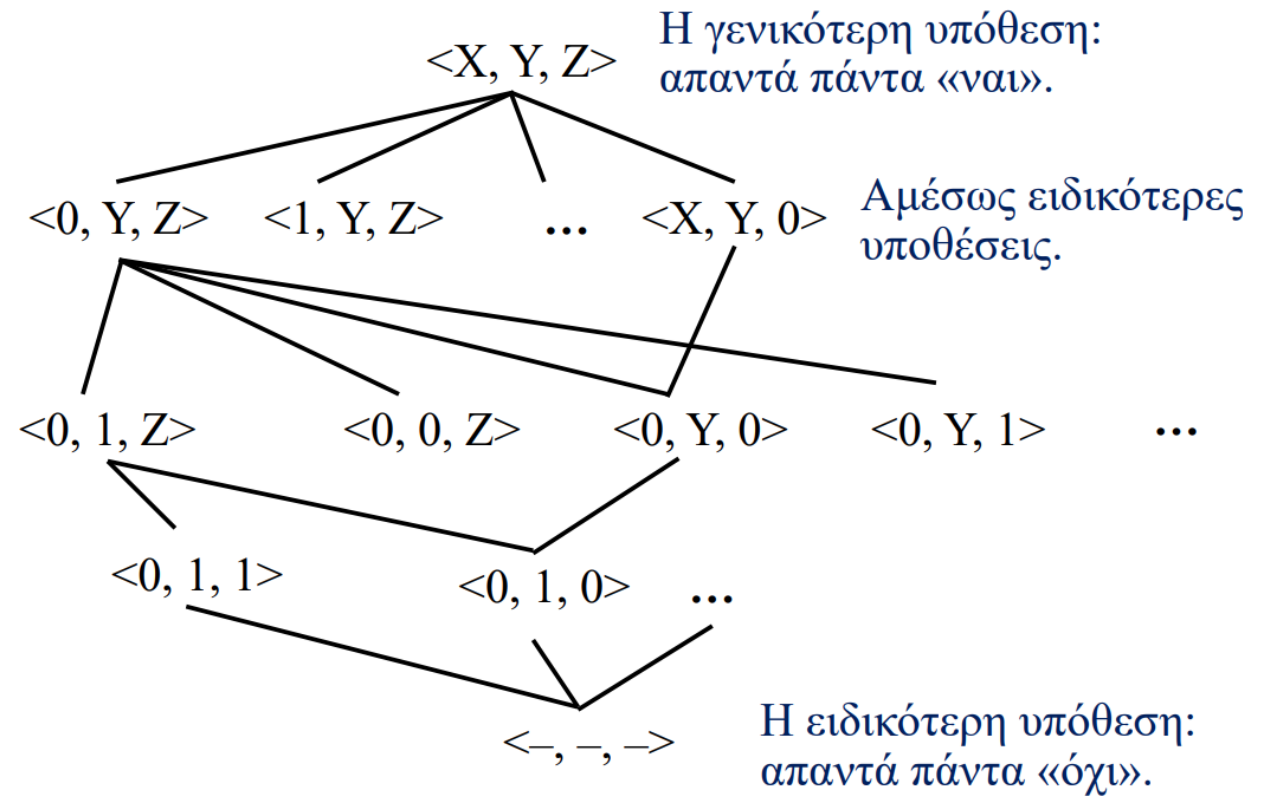 <X, Y, Z>
Η γενικότερη υπόθεση:
απαντά πάντα «ναι».
<0, Y, Z> <1, Y, Z> ... <X, Y, 0>
Αμέσως ειδικότερες
υποθέσεις.
<0, 1, Z> <0, 0, Z> <0, Y, 0> <0, Y, 1> ...
<0, 1, 1> <0, 1, 0> ...
<–, –, –>
Η ειδικότερη υπόθεση:
απαντά πάντα «όχι».